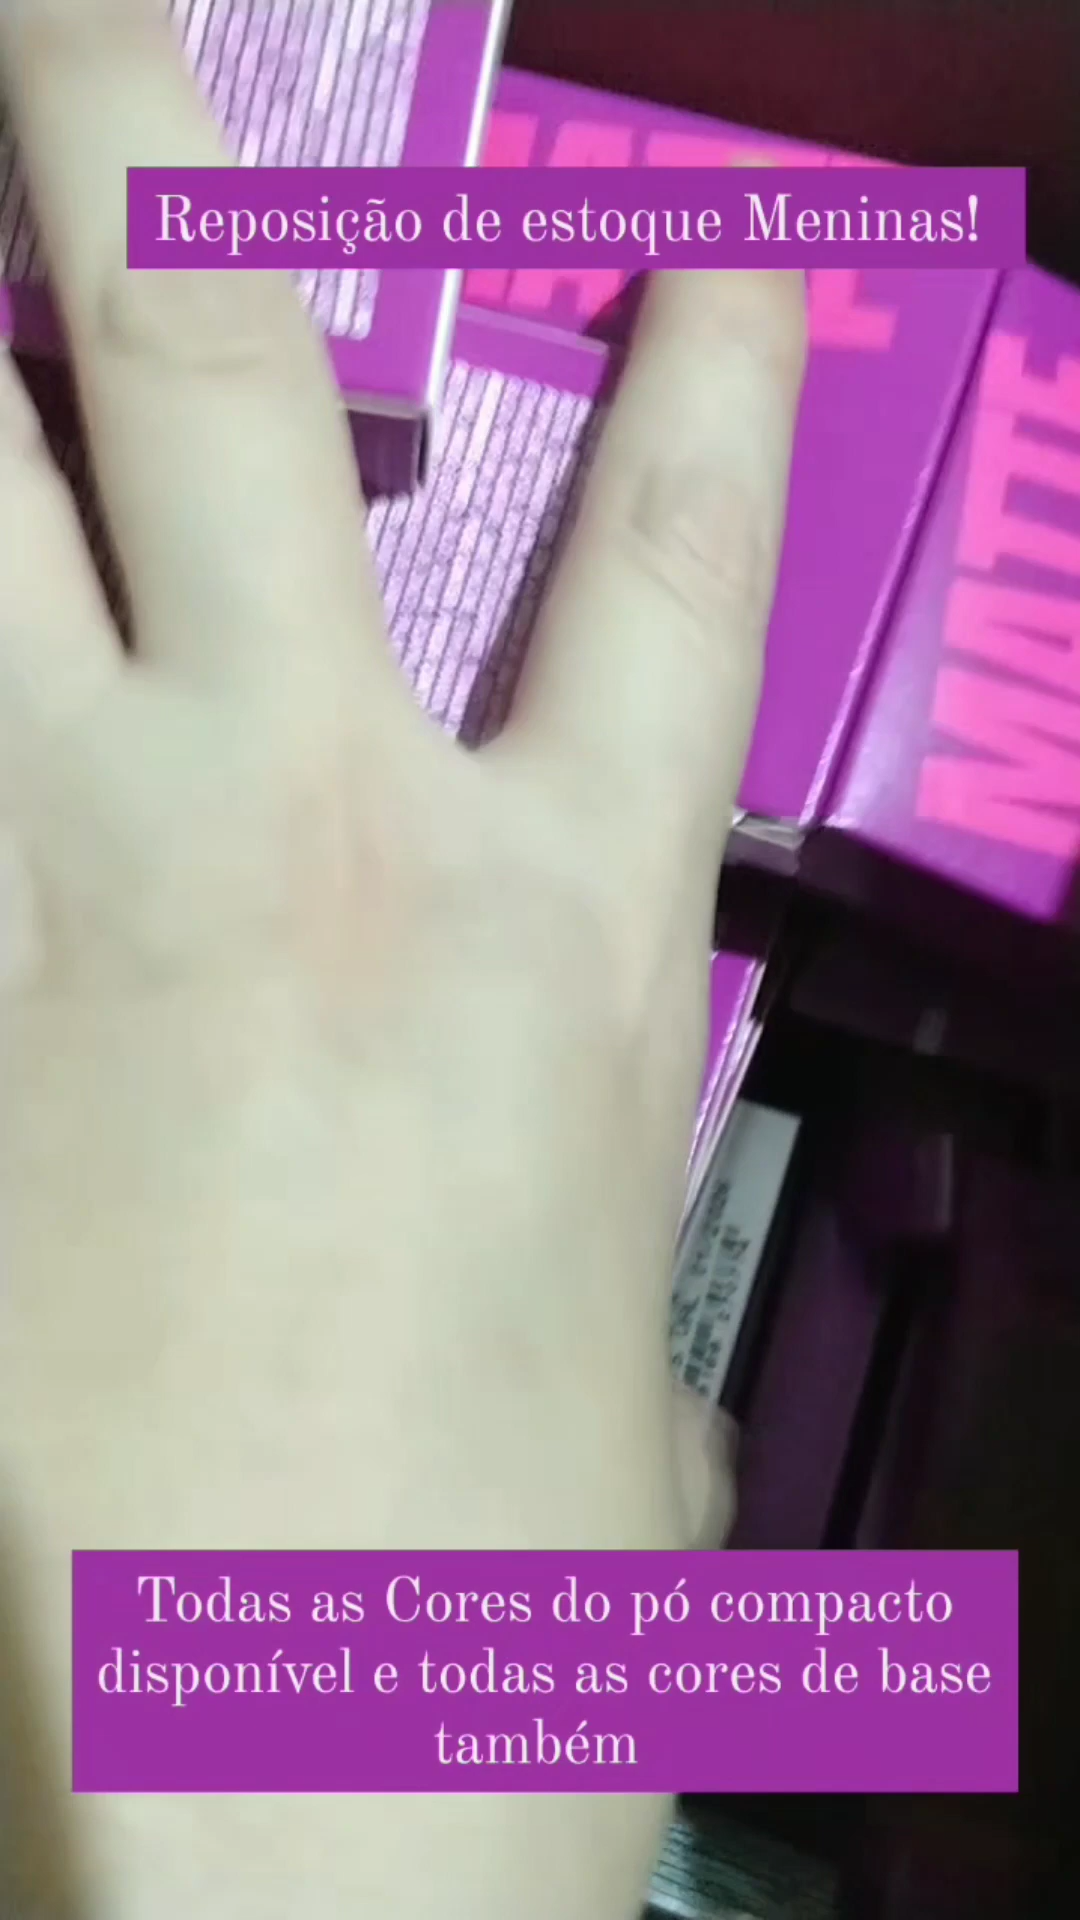 Reposição de estoque Meninas!
MATTE
Todas as Cores do pó compacto
disponível e todas as cores de base
também